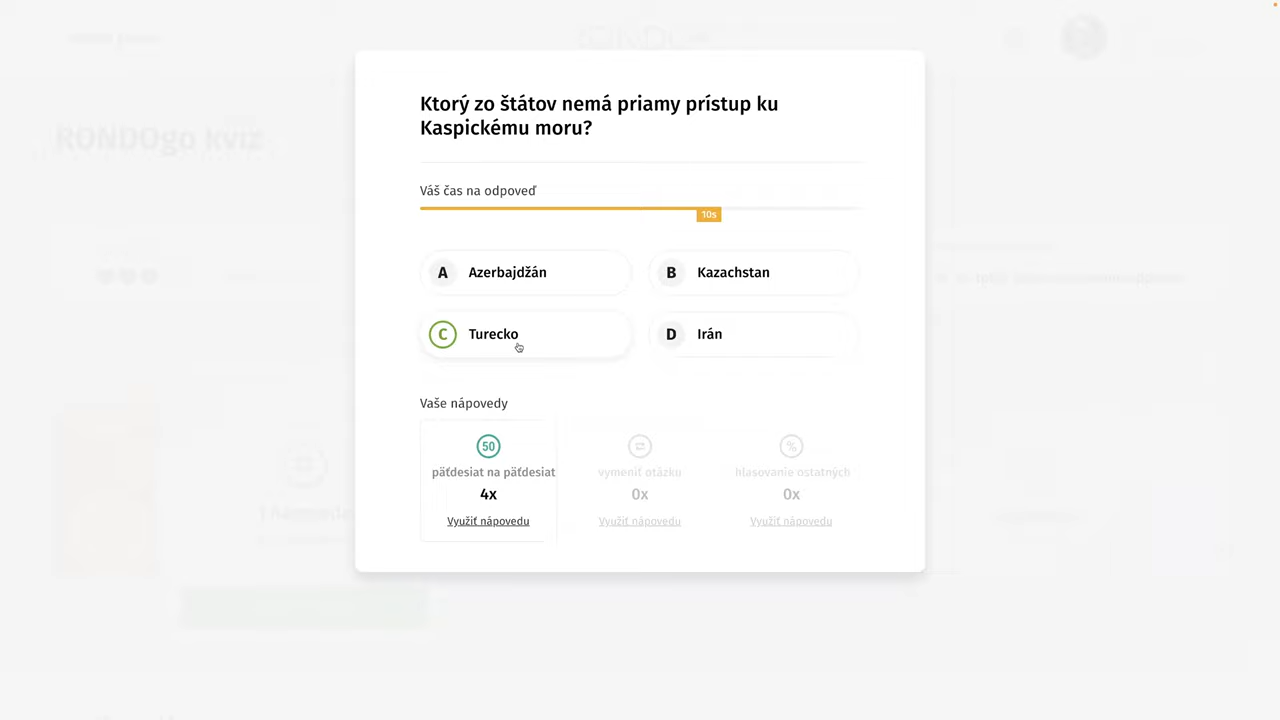 RONDOgo kvíz
Ktorý zo štátov nemá priamy prístup ku
Kaspickému moru?
Váš čas na odpoveď
10s
A Azerbajdžán
B Kazachstan
C Turecko
D Irán
Vaše nápovedy
50
päťdesiat na päťdesiat
4x
Využiť nápovedu
vymeniť otázku
0x
Využiť nápovedu
%
hlasovanie ostatných
0x
Využiť nápovedu